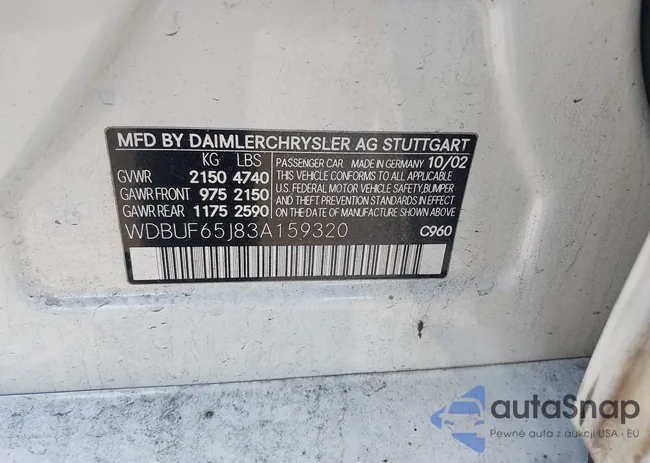 MFD BY DAIMLERCHRYSLER AG STUTTGART
KG LBS
GVWR 2150 4740
GAWR FRONT 975 2150
GAWR REAR 1175 2590
PASSENGER CAR. MADE IN GERMANY 10/02
THIS VEHICLE CONFORMS TO ALL APPLICABLE
U.S. FEDERAL MOTOR VEHICLE SAFETY, BUMPER
AND THEFT PREVENTION STANDARDS IN EFFECT
ON THE DATE OF MANUFACTURE SHOWN ABOVE.
WDBUF65J83A159320 C960
autaSnap
Pewne auta z aukcji USA i EU